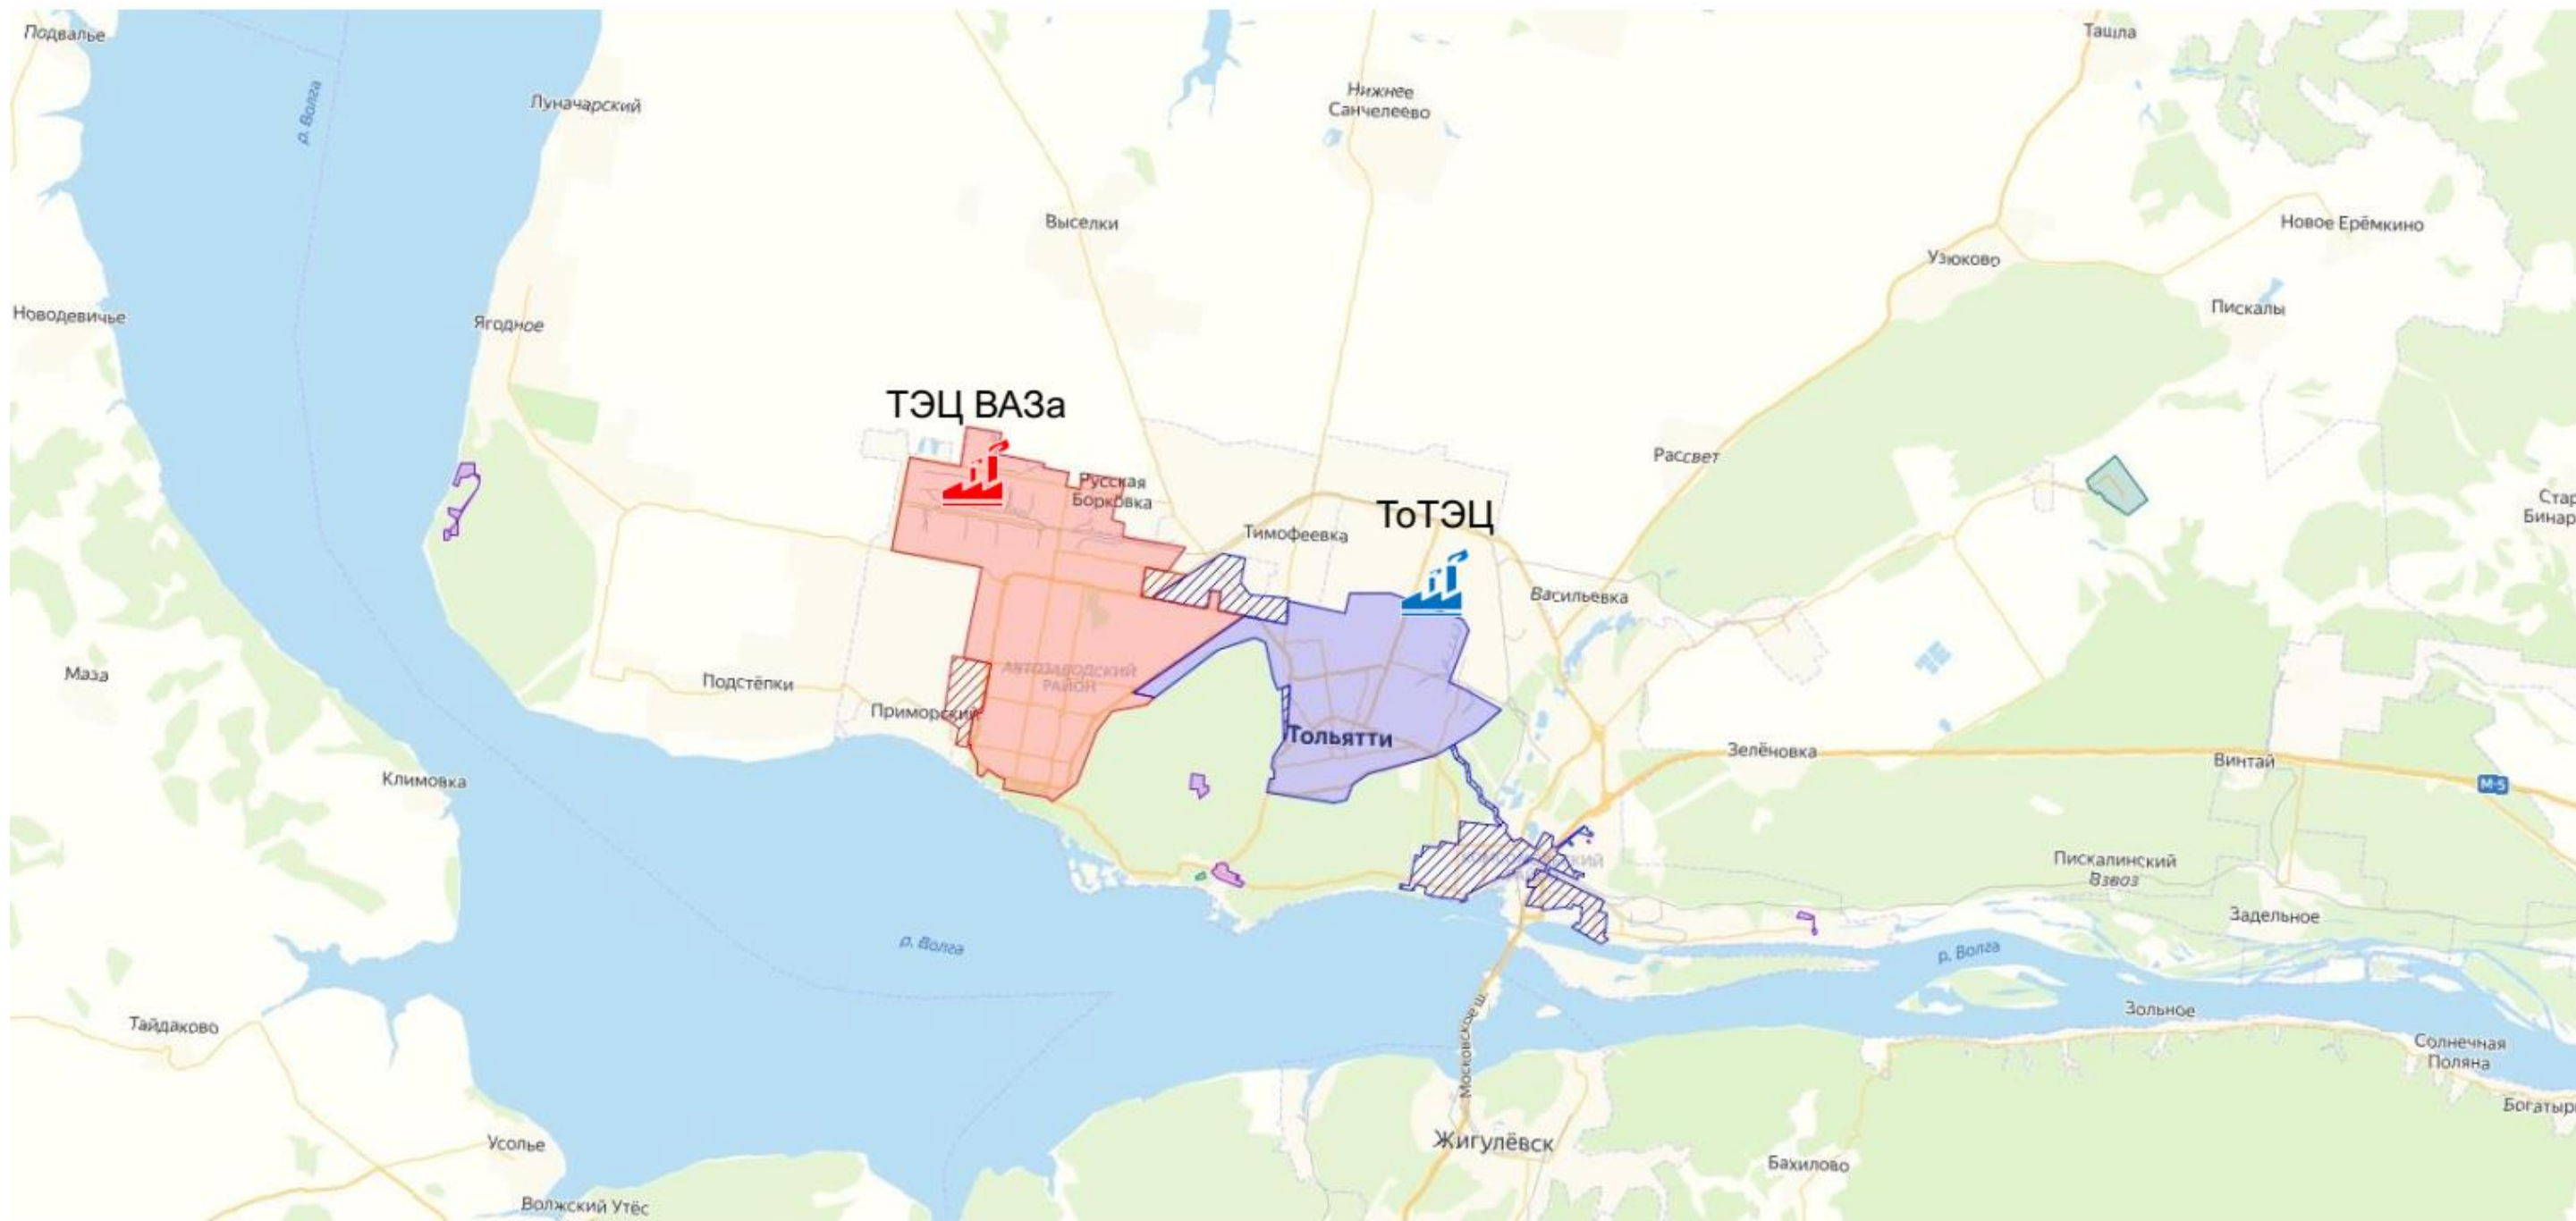 Подвалье
Ташла
р. Волга
Луначарский
Нижнее
Санчелеево
Выселки
Новое Ерёмкино
Узюково
Пискалы
Новодевичье
Ягодное
ТЭЦ ВАЗа
Рассвет
Русская
Борковка
ТоТЭЦ
Стар
Бинар
Тимофеевка
Васильевка
Маза
АВТОЗАВОДСКИЙ
РАЙОН
Подстёпки
Приморский
Тольятти
Зелёновка
Винтай
М-5
Климовка
Пискалинский
Взвоз
Задельное
р. Волга
р. Волга
Зольное
Тайдаково
Московское ш.
Солнечная
Поляна
Богатыр
Усолье
Жигулёвск
Бахилово
Волжский Утёс